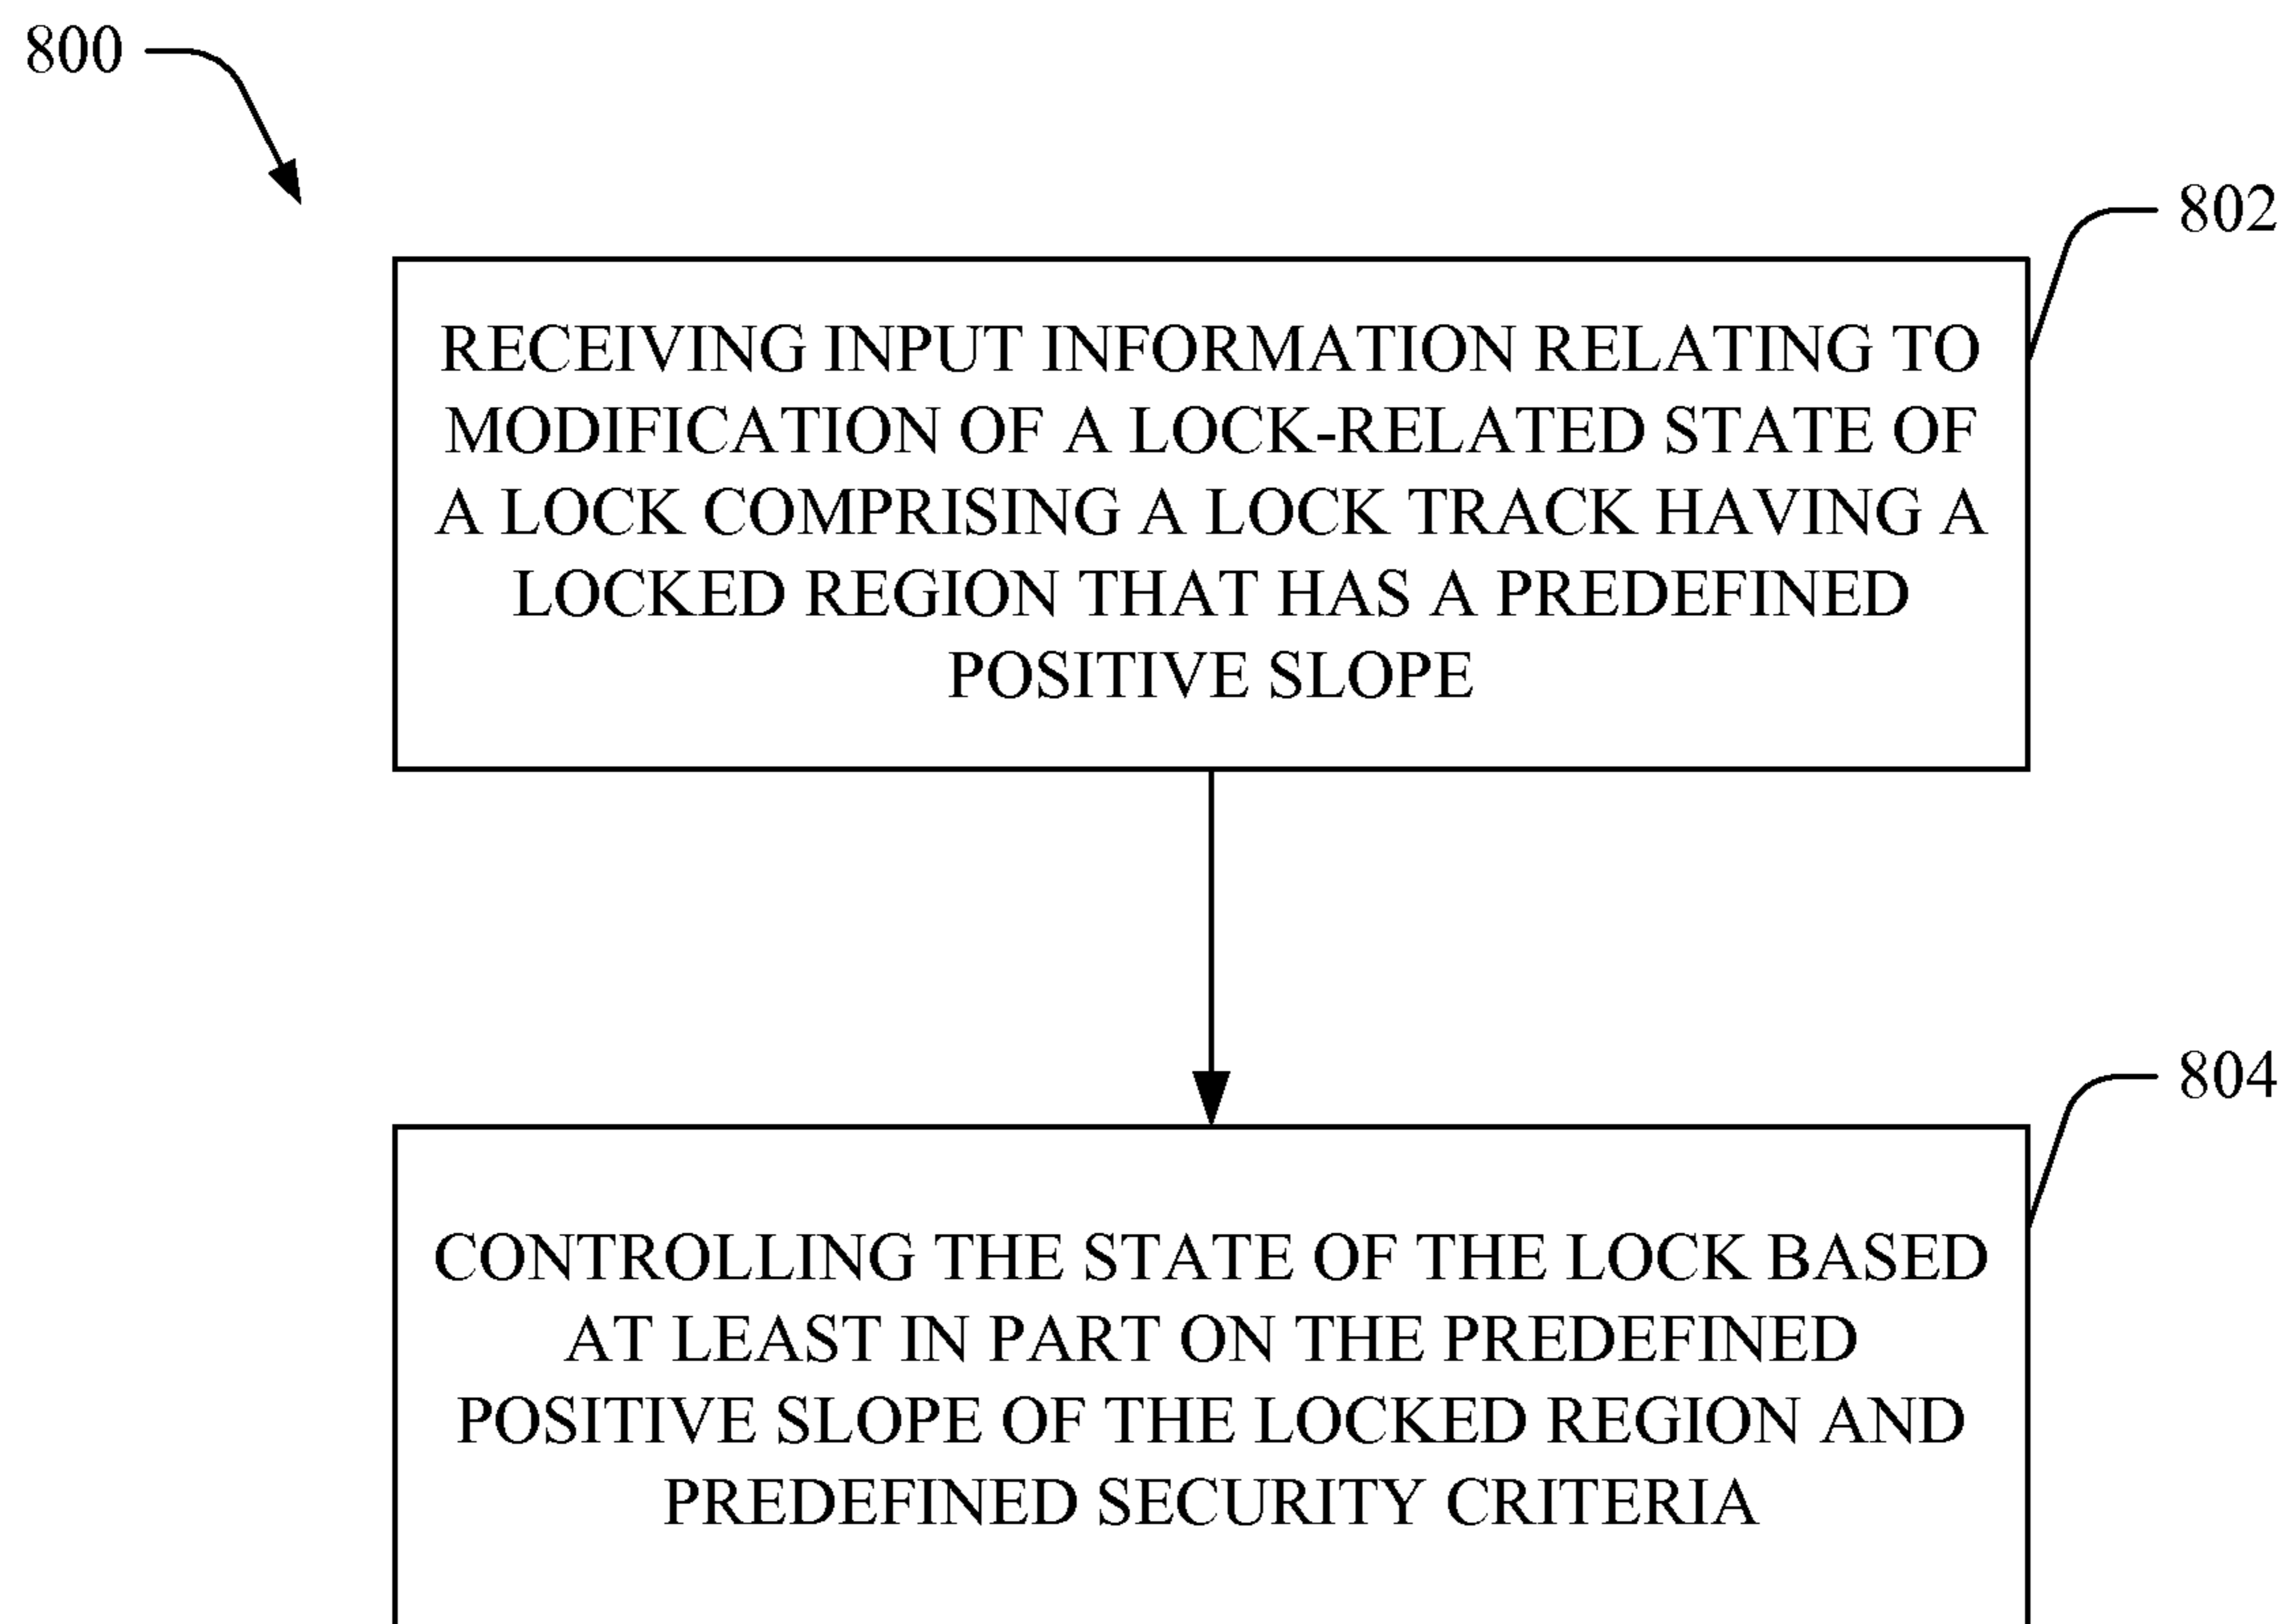 800
802
RECEIVING INPUT INFORMATION RELATING TO
MODIFICATION OF A LOCK-RELATED STATE OF
A LOCK COMPRISING A LOCK TRACK HAVING A
LOCKED REGION THAT HAS A PREDEFINED
POSITIVE SLOPE
804
CONTROLLING THE STATE OF THE LOCK BASED
AT LEAST IN PART ON THE PREDEFINED
POSITIVE SLOPE OF THE LOCKED REGION AND
PREDEFINED SECURITY CRITERIA